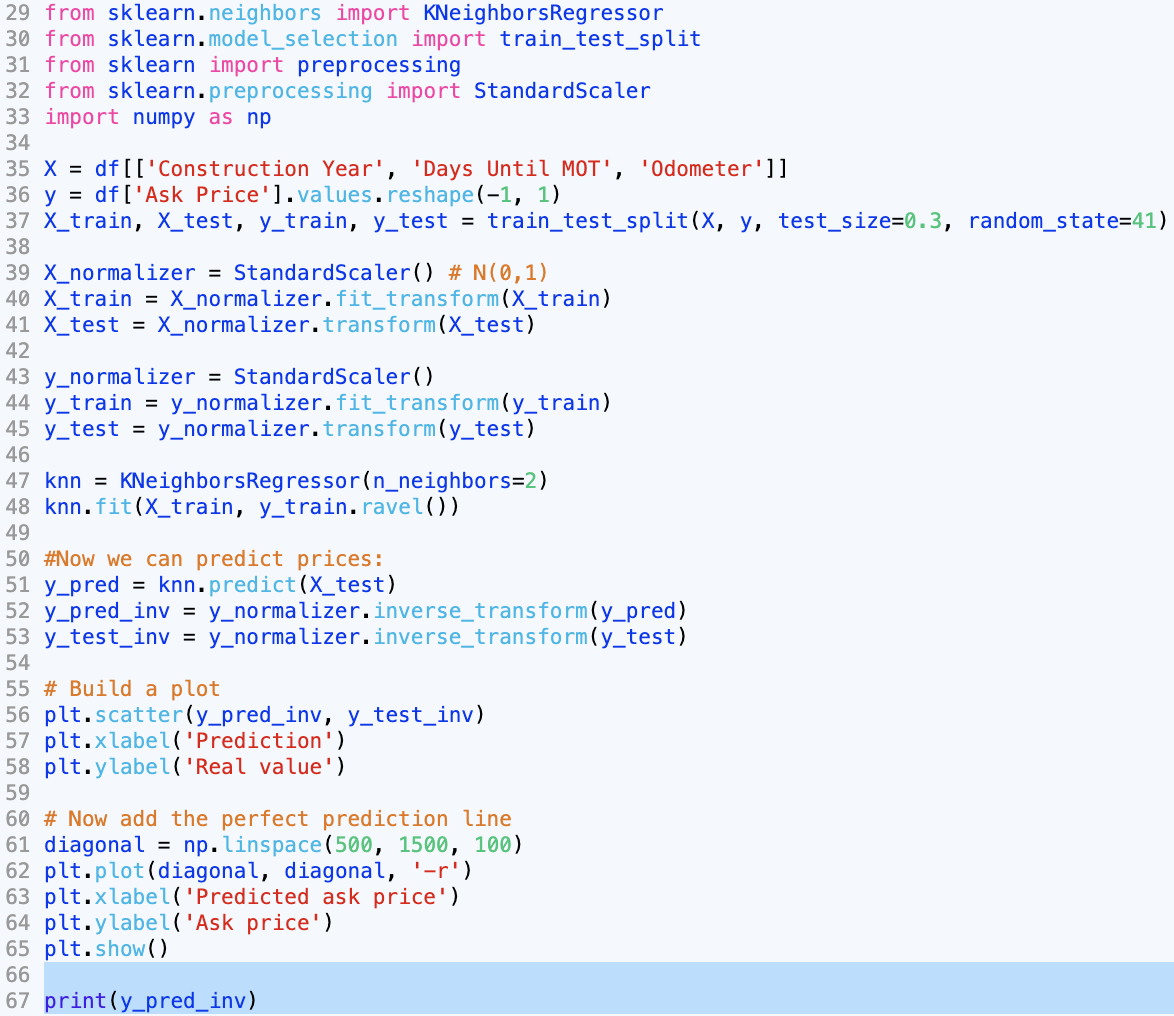 29 from sklearn.neighbors import KNeighborsRegressor
30 from sklearn.model_selection import train_test_split
31 from sklearn import preprocessing
32 from sklearn.preprocessing import StandardScaler
33 import numpy as np
34
35 X = df[['Construction Year', 'Days Until MOT', 'Odometer']]
36 y = df['Ask Price'].values.reshape(-1, 1)
37 X_train, X_test, y_train, y_test = train_test_split(X, y, test_size=0.3, random_state=41)
38
39 X_normalizer = StandardScaler() # N(0,1)
40 X_train = X_normalizer.fit_transform(X_train)
41 X_test = X_normalizer.transform(X_test)
42
43 y_normalizer = StandardScaler()
44 y_train = y_normalizer.fit_transform(y_train)
45 y_test = y_normalizer.transform(y_test)
46
47 knn = KNeighborsRegressor(n_neighbors=2)
48 knn.fit(X_train, y_train.ravel())
49
50 #Now we can predict prices:
51 y_pred = knn.predict(X_test)
52 y_pred_inv = y_normalizer.inverse_transform(y_pred)
53 y_test_inv = y_normalizer.inverse_transform(y_test)
54
55 # Build a plot
56 plt.scatter(y_pred_inv, y_test_inv)
57 plt.xlabel('Prediction')
58 plt.ylabel('Real value')
59
60 # Now add the perfect prediction line
61 diagonal = np.linspace(500, 1500, 100)
62 plt.plot(diagonal, diagonal, '-r')
63 plt.xlabel('Predicted ask price')
64 plt.ylabel('Ask price')
65 plt.show()
66
67 print(y_pred_inv)